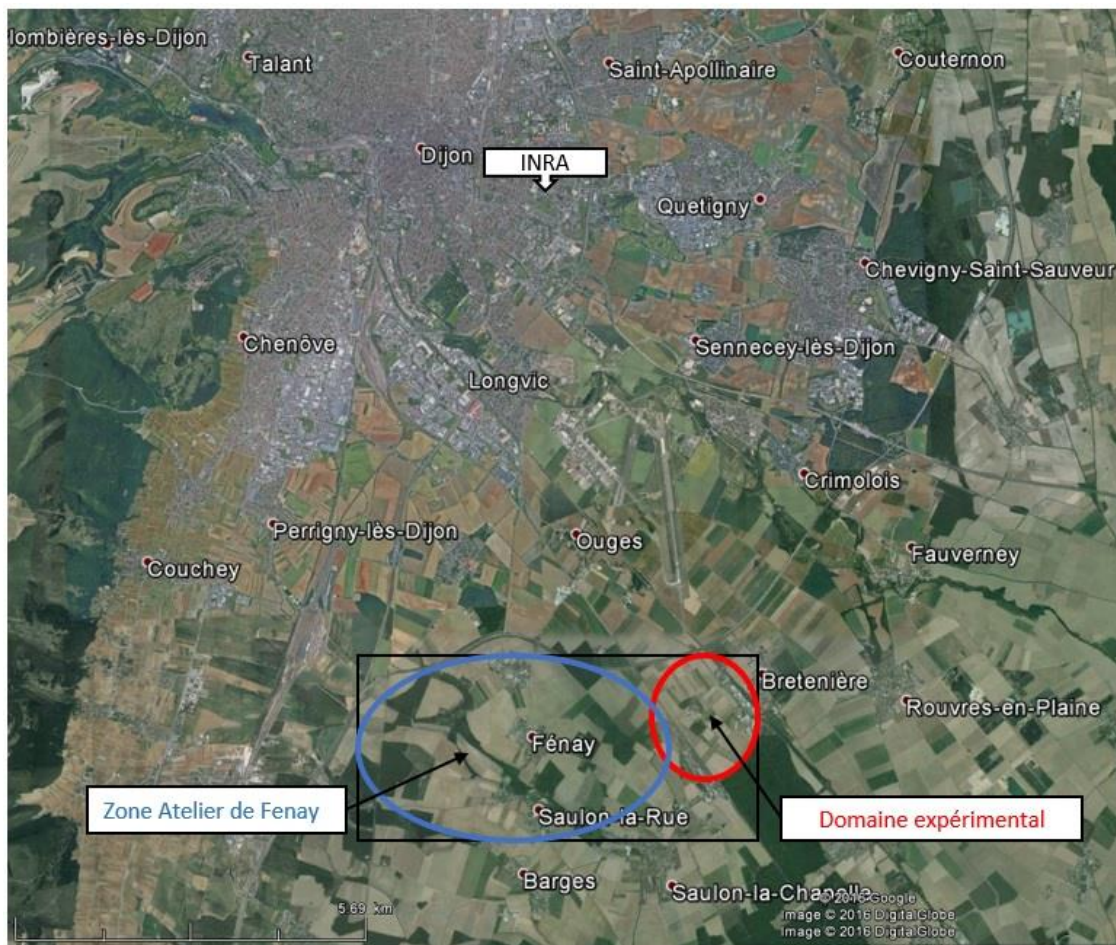 lombières-lès-Dijon
Talant
Saint-Apollinaire
Couternon
Dijon
INRA
Quetigny
Chevigny-Saint-Sauveur
Chenôve
Sennecey-lès-Dijon
Longvic
Crimolois
Perrigny-lès-Dijon
Ouges
Couchey
Fauverney
Bretenière
Rouvres-en-Plaine
Fénay
Zone Atelier de Fenay
Saulon-la-Rue
Domaine expérimental
Barges
Saulon-la-Chapelle
5.69 km
© 2016 Google
Image © 2016 DigitalGlobe
Image © 2016 DigitalGlobe